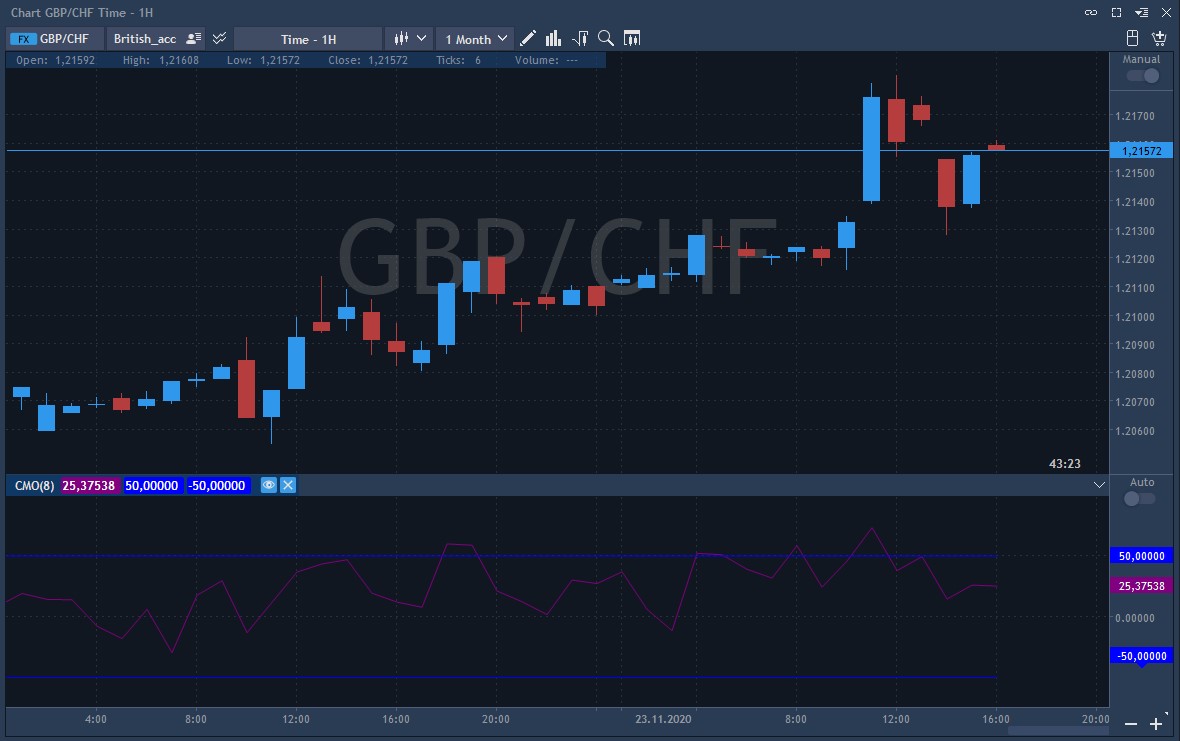 Chart GBP/CHF Time - 1H
FX GBP/CHF British_acc Time - 1H 1 Month
Open: 1,21592 High: 1,21608 Low: 1,21572 Close: 1,21572 Ticks: 6 Volume: ---
Manual
1.21700
1,21572
1.21500
1.21400
1.21300
GBP/CHF
1.21200
1.21100
1.21000
1.20900
1.20800
1.20700
1.20600
43:23
CMO(8) 25,37538 50,00000 -50,00000
Auto
50,00000
25,37538
0.00000
-50,00000
4:00 8:00 12:00 16:00 20:00 23.11.2020 8:00 12:00 16:00 20:00